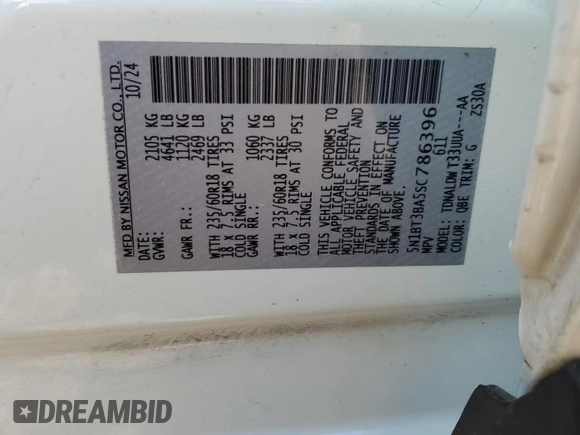 MFD BY NISSAN MOTOR CO., LTD.
10/24
GVWR: 2105 KG
4641 LB
GAWR FR.: 1120 KG
2469 LB
WITH 235/60R18 TIRES
18 x 7.5 RIMS AT 33 PSI
COLD SINGLE
GAWR RR.: 1060 KG
2337 LB
WITH 235/60R18 TIRES
18 x 7.5 RIMS AT 30 PSI
COLD SINGLE
THIS VEHICLE CONFORMS TO
ALL APPLICABLE FEDERAL
MOTOR VEHICLE SAFETY AND
THEFT PREVENTION
STANDARDS IN EFFECT ON
THE DATE OF MANUFACTURE
SHOWN ABOVE
5N1BT3BA5SC786396
MPV 611
MODEL: TDNALDW T33UUA----AA
COLOR: QBE TRIM: G ZS30A
DREAMBID